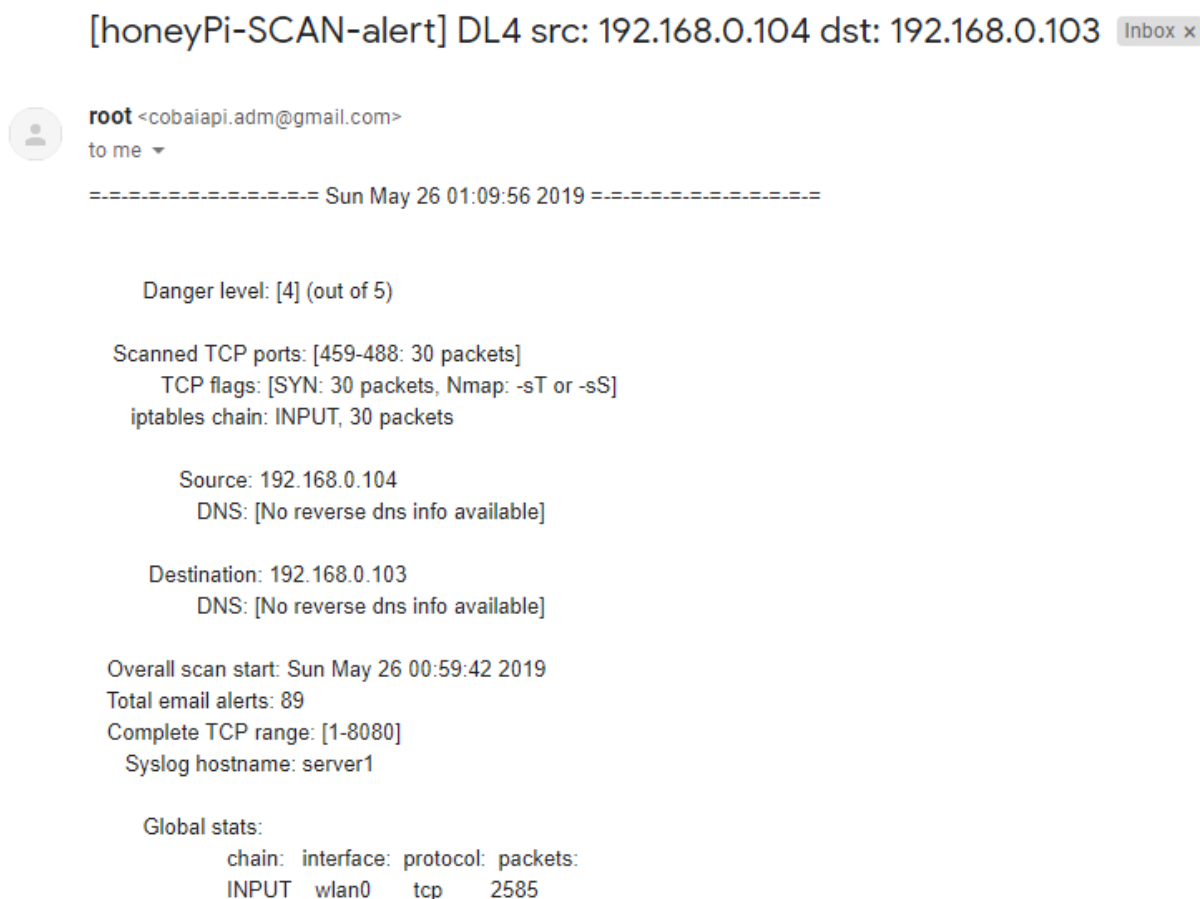 [honeyPi-SCAN-alert] DL4 src: 192.168.0.104 dst: 192.168.0.103 Inbox ×
root <cobaiapi.adm@gmail.com>
to me
=-=-=-=-=-=-=-=-=-=-=-= Sun May 26 01:09:56 2019 =-=-=-=-=-=-=-=-=-=-=-=
Danger level: [4] (out of 5)
Scanned TCP ports: [459-488: 30 packets]
TCP flags: [SYN: 30 packets, Nmap: -sT or -sS]
iptables chain: INPUT, 30 packets
Source: 192.168.0.104
DNS: [No reverse dns info available]
Destination: 192.168.0.103
DNS: [No reverse dns info available]
Overall scan start: Sun May 26 00:59:42 2019
Total email alerts: 89
Complete TCP range: [1-8080]
Syslog hostname: server1
Global stats:
chain: interface: protocol: packets:
INPUT wlan0 tcp 2585